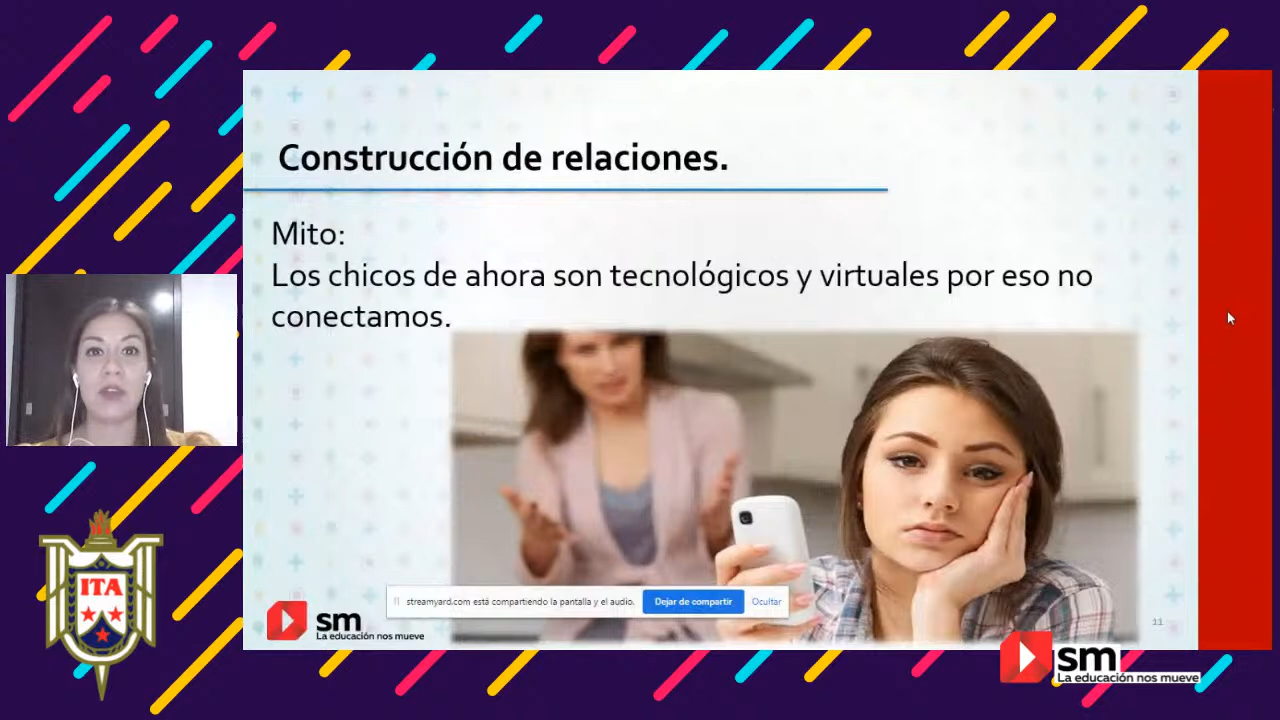 Construcción de relaciones.
Mito:
Los chicos de ahora son tecnológicos y virtuales por eso no
conectamos.
streamyard.com está compartiendo la pantalla y el audio.
Dejar de compartir
Ocultar
sm
La educación nos mueve
11
ITA
sm
La educación nos mueve